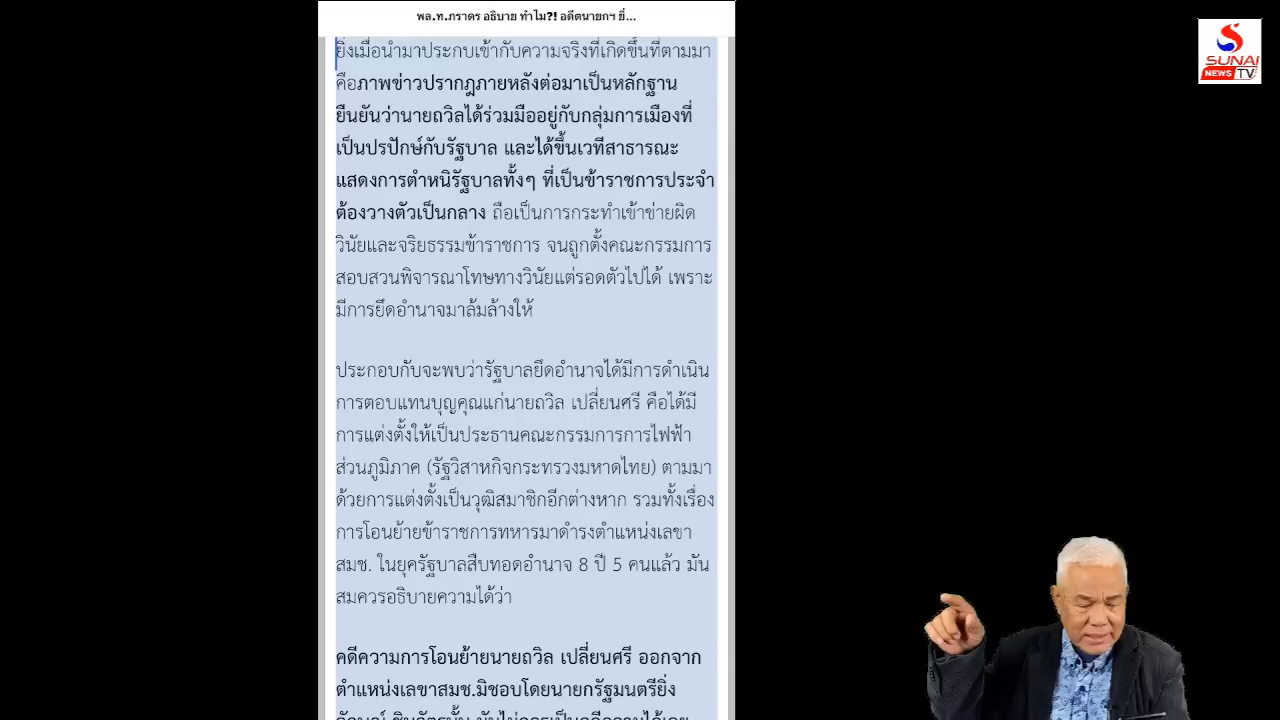 พล.ท.ภราดร อธิบาย ทำไม?! อดีตนายกฯ ยิ่...
SUNAI
NEWS TV
ยิ่งเมื่อนำมาประกบเข้ากับความจริงที่เกิดขึ้นที่ตามมา
คือภาพข่าวปรากฏภายหลังต่อมาเป็นหลักฐาน
ยืนยันว่านายถวิลได้ร่วมมืออยู่กับกลุ่มการเมืองที่
เป็นปรปักษ์กับรัฐบาล และได้ขึ้นเวทีสาธารณะ
แสดงการตำหนิรัฐบาลทั้งๆ ที่เป็นข้าราชการประจำ
ต้องวางตัวเป็นกลาง ถือเป็นการกระทำเข้าข่ายผิด
วินัยและจริยธรรมข้าราชการ จนถูกตั้งคณะกรรมการ
สอบสวนพิจารณาโทษทางวินัยแต่รอดตัวไปได้ เพราะ
มีการยึดอำนาจมาล้มล้างให้
ประกอบกับจะพบว่ารัฐบาลยึดอำนาจได้มีการดำเนิน
การตอบแทนบุญคุณแก่นายถวิล เปลี่ยนศรี คือได้มี
การแต่งตั้งให้เป็นประธานคณะกรรมการการไฟฟ้า
ส่วนภูมิภาค (รัฐวิสาหกิจกระทรวงมหาดไทย) ตามมา
ด้วยการแต่งตั้งเป็นวุฒิสมาชิกอีกต่างหาก รวมทั้งเรื่อง
การโอนย้ายข้าราชการทหารมาดำรงตำแหน่งเลขา
สมช. ในยุครัฐบาลสืบทอดอำนาจ 8 ปี 5 คนแล้ว มัน
สมควรอธิบายความได้ว่า
คดีความการโอนย้ายนายถวิล เปลี่ยนศรี ออกจาก
ตำแหน่งเลขาสมช.มิชอบโดยนายกรัฐมนตรียิ่ง